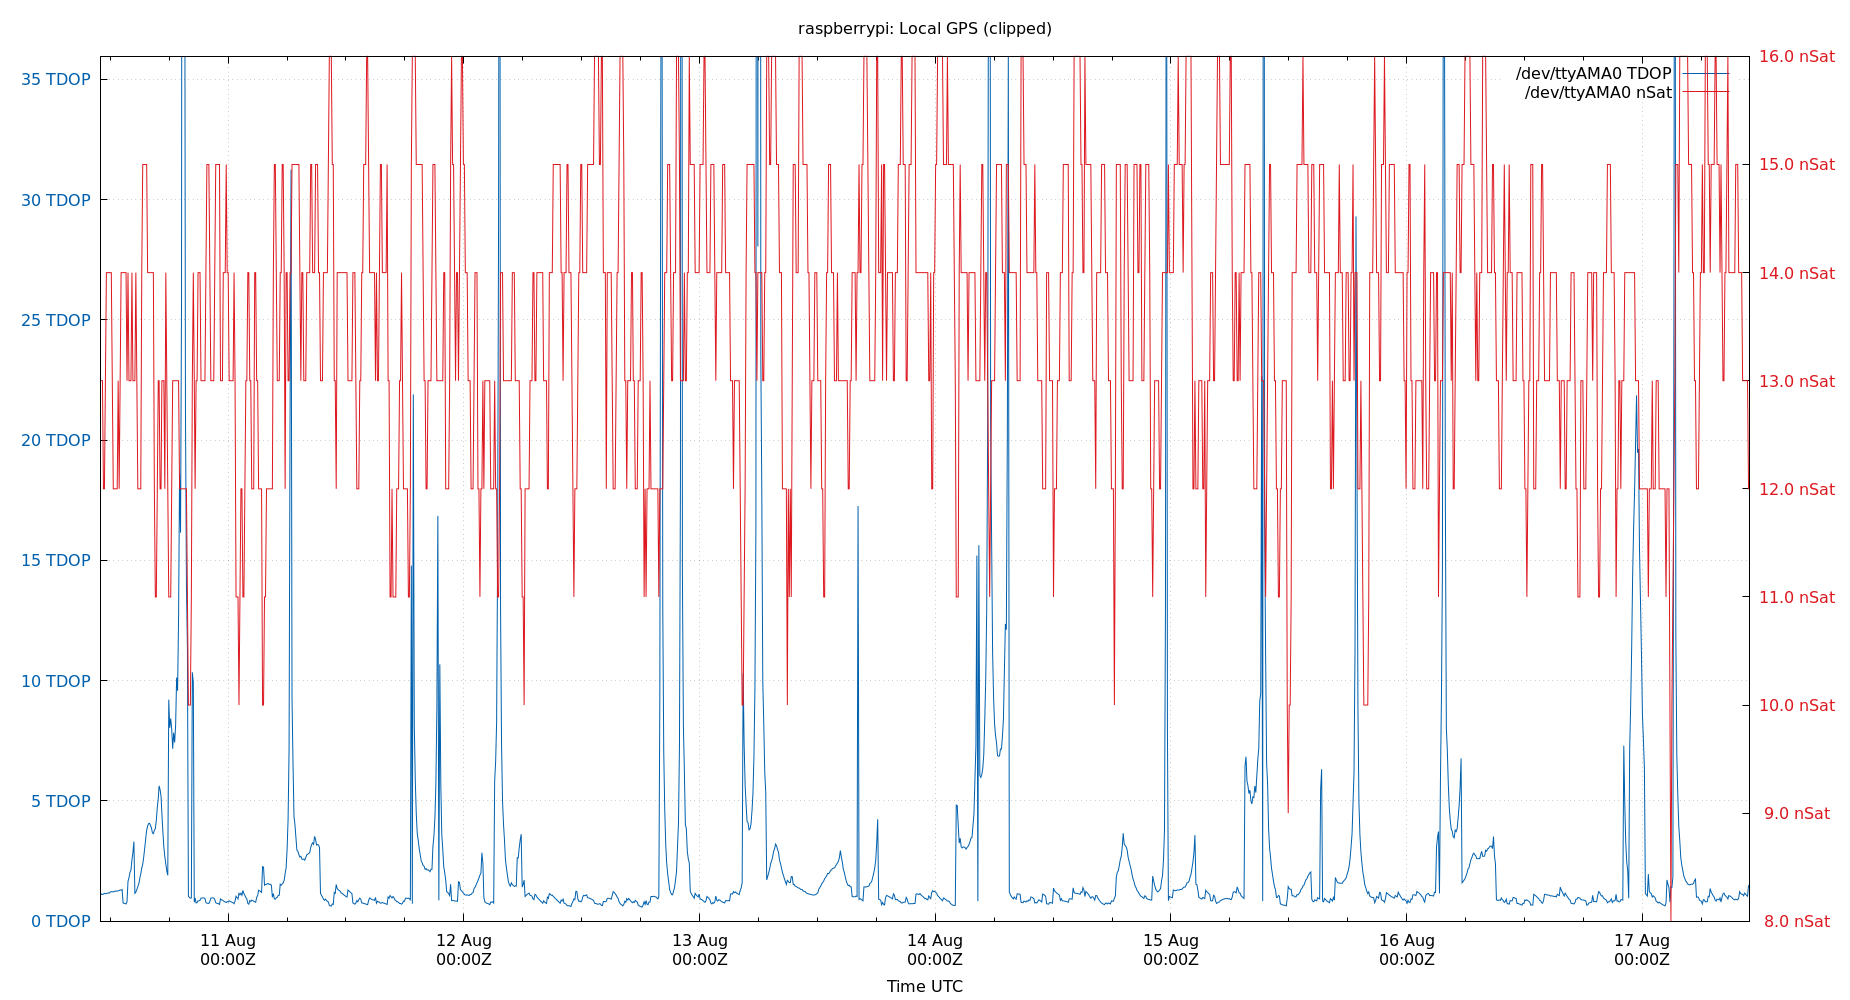 raspberrypi: Local GPS (clipped)
/dev/ttyAMA0 TDOP
/dev/ttyAMA0 nSat
35 TDOP
30 TDOP
25 TDOP
20 TDOP
15 TDOP
10 TDOP
5 TDOP
0 TDOP
16.0 nSat
15.0 nSat
14.0 nSat
13.0 nSat
12.0 nSat
11.0 nSat
10.0 nSat
9.0 nSat
8.0 nSat
11 Aug
00:00Z
12 Aug
00:00Z
13 Aug
00:00Z
14 Aug
00:00Z
15 Aug
00:00Z
16 Aug
00:00Z
17 Aug
00:00Z
Time UTC